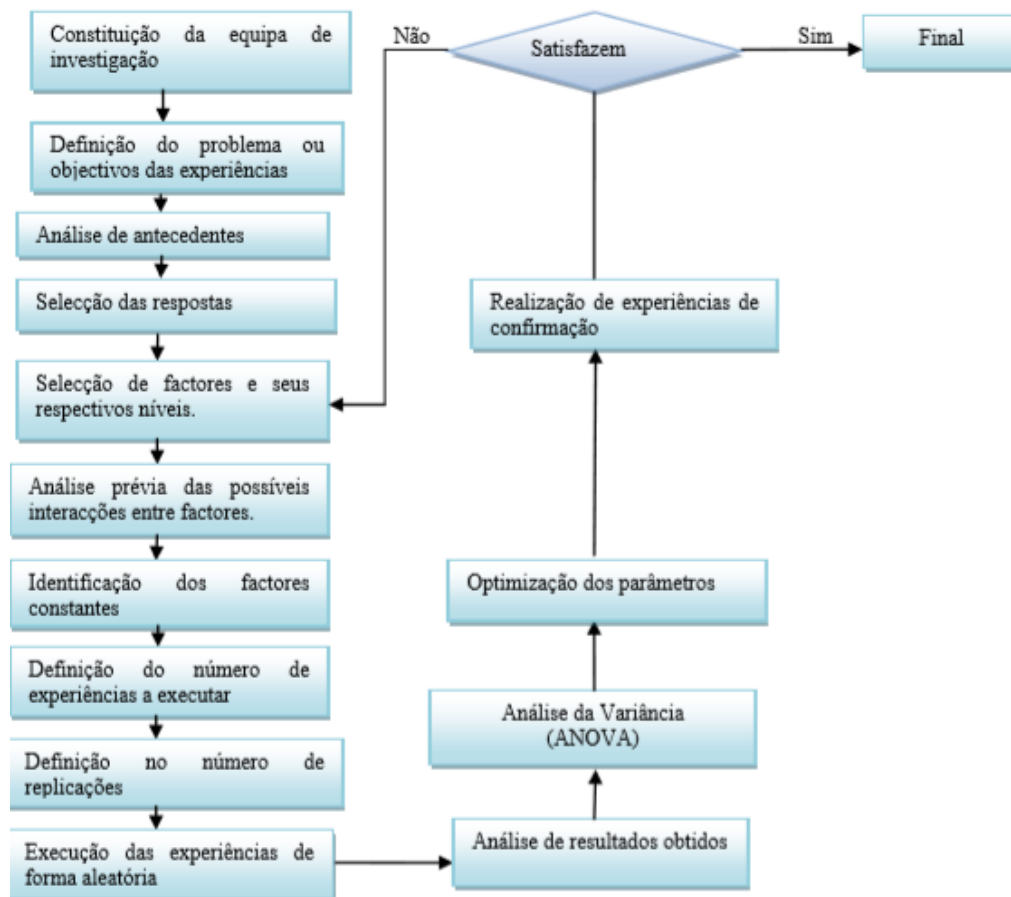 Constituição da equipa de
investigação
Definição do problema ou
objectivos das experiências
Análise de antecedentes
Selecção das respostas
Selecção de factores e seus
respectivos níveis.
Análise prévia das possíveis
interacções entre factores.
Identificação dos factores
constantes
Definição do número de
experiências a executar
Definição no número de
replicações
Execução das experiências de
forma aleatória
Análise de resultados obtidos
Análise da Variância
(ANOVA)
Optimização dos parâmetros
Realização de experiências de
confirmação
Satisfazem
Não
Sim
Final